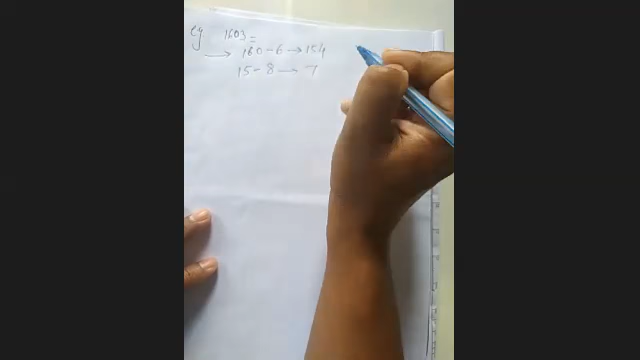 Eg. 1603 =
→ 160 - 6 → 154
15 - 8 → 7